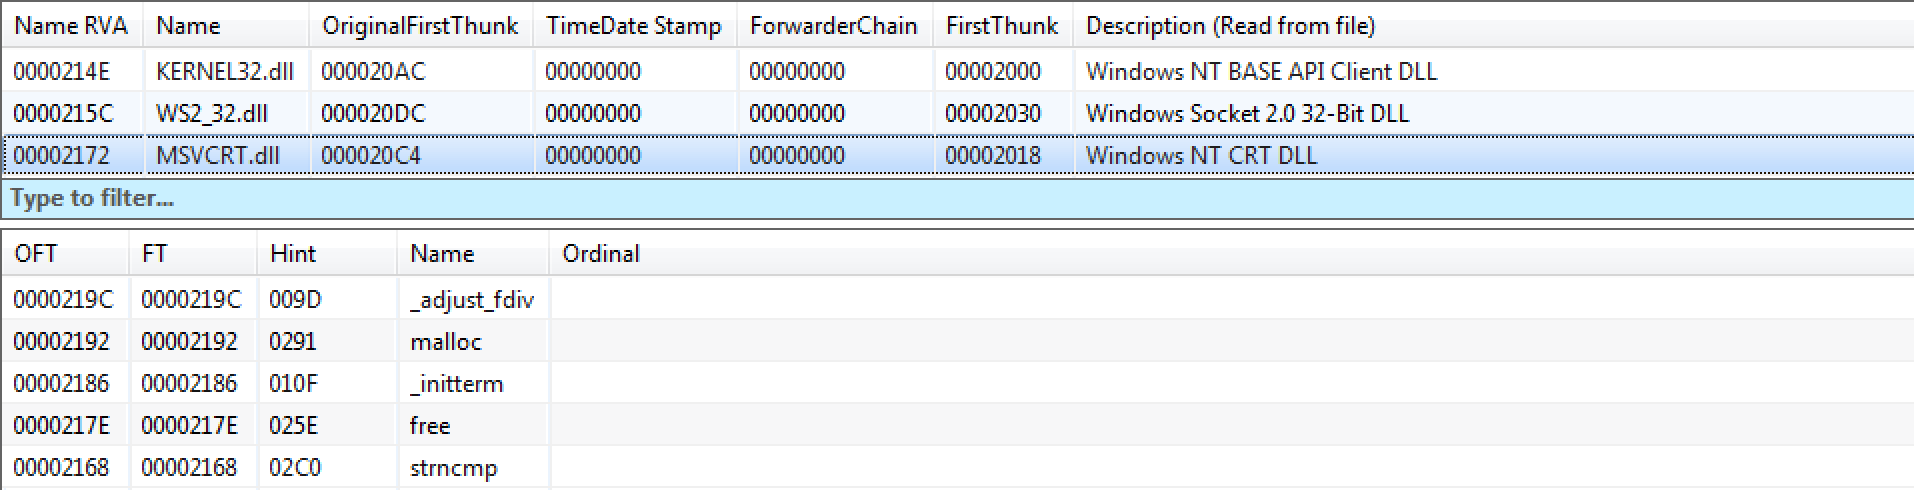 Name RVA Name OriginalFirstThunk TimeDate Stamp ForwarderChain FirstThunk Description (Read from file)
0000214E KERNEL32.dll 000020AC 00000000 00000000 00002000 Windows NT BASE API Client DLL
0000215C WS2_32.dll 000020DC 00000000 00000000 00002030 Windows Socket 2.0 32-Bit DLL
00002172 MSVCRT.dll 000020C4 00000000 00000000 00002018 Windows NT CRT DLL
Type to filter...
OFT FT Hint Name Ordinal
0000219C 0000219C 009D _adjust_fdiv
00002192 00002192 0291 malloc
00002186 00002186 010F _initterm
0000217E 0000217E 025E free
00002168 00002168 02C0 strncmp